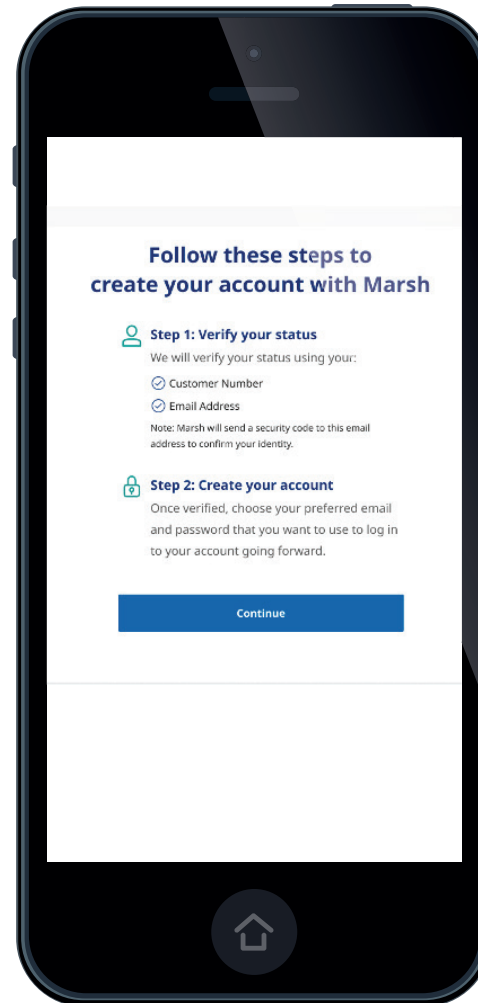 Follow these steps to
create your account with Marsh
Step 1: Verify your status
We will verify your status using your:
Customer Number
Email Address
Note: Marsh will send a security code to this email
address to confirm your identity.
Step 2: Create your account
Once verified, choose your preferred email
and password that you want to use to log in
to your account going forward.
Continue